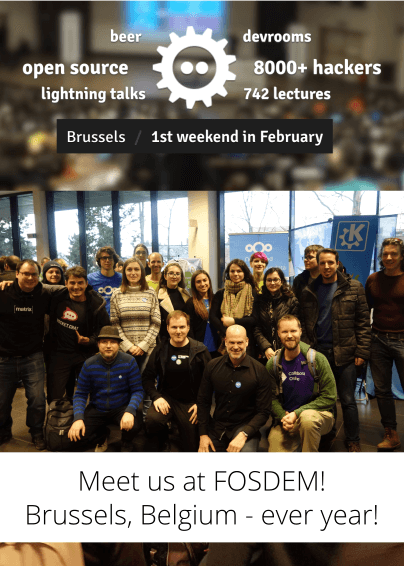 beer devrooms
open source 8000+ hackers
lightning talks 742 lectures
Brussels / 1st weekend in February
[matrix]
K
Meet us at FOSDEM!
Brussels, Belgium - ever year!